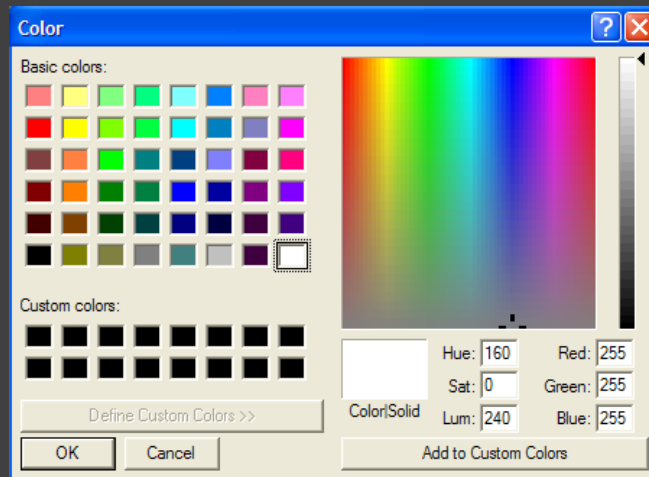 Color
Basic colors:
Custom colors:
Define Custom Colors >>
OK Cancel
Color|Solid
Hue: 160 Red: 255
Sat: 0 Green: 255
Lum: 240 Blue: 255
Add to Custom Colors